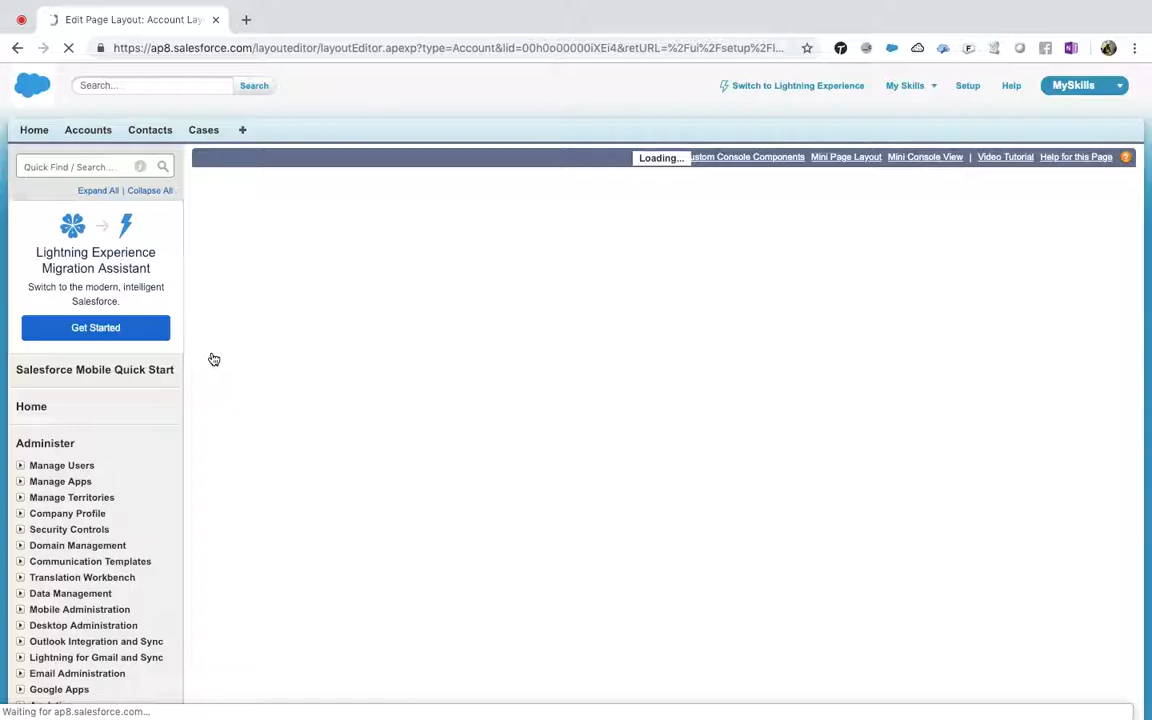 Edit Page Layout: Account Lay
https://ap8.salesforce.com/layouteditor/layoutEditor.apexp?type=Account&lid=00h0o00000iXEi4&retURL=%2Fui%2Fsetup%2Fl...
Search...
Search
Switch to Lightning Experience
My Skills
Setup
Help
MySkills
Home
Accounts
Contacts
Cases
Quick Find / Search...
Expand All | Collapse All
Loading...
ustom Console Components
Mini Page Layout
Mini Console View
|
Video Tutorial
Help for this Page
Lightning Experience
Migration Assistant
Switch to the modern, intelligent
Salesforce.
Get Started
Salesforce Mobile Quick Start
Home
Administer
Manage Users
Manage Apps
Manage Territories
Company Profile
Security Controls
Domain Management
Communication Templates
Translation Workbench
Data Management
Mobile Administration
Desktop Administration
Outlook Integration and Sync
Lightning for Gmail and Sync
Email Administration
Google Apps
Waiting for ap8.salesforce.com...